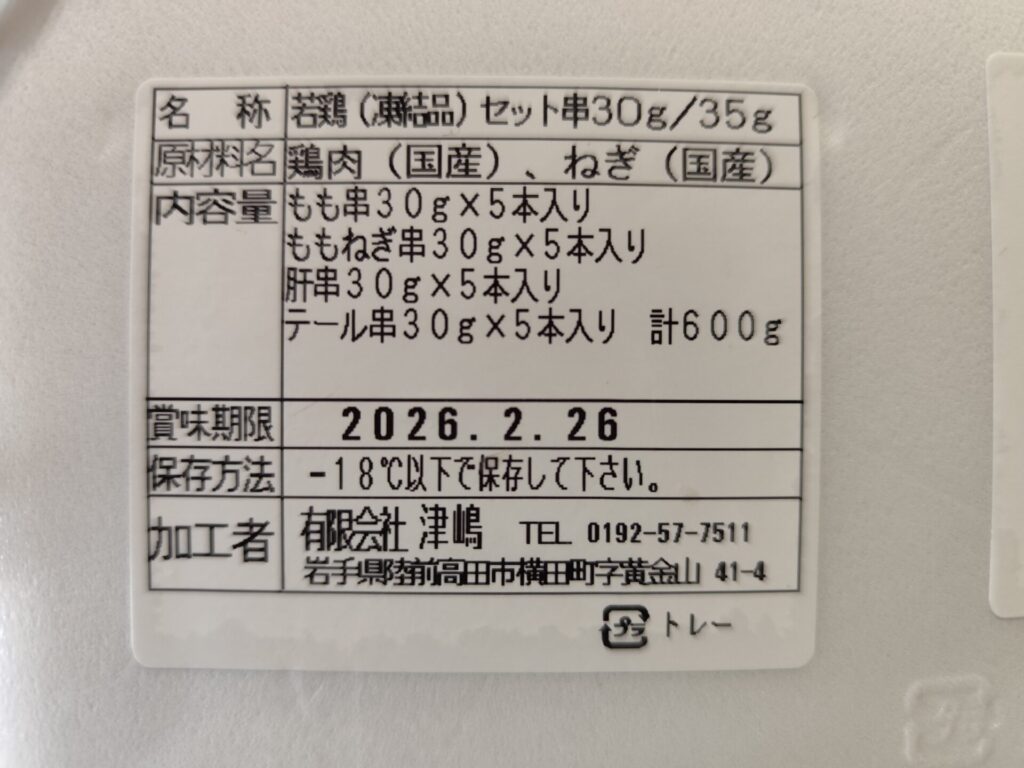 名称 若鶏（凍結品）セット串30g/35g
原材料名 鶏肉（国産）、ねぎ（国産）
内容量 もも串30g×5本入り
ももねぎ串30g×5本入り
肝串30g×5本入り
テール串30g×5本入り 計600g
賞味期限 2026.2.26
保存方法 -18℃以下で保存して下さい。
加工者 有限会社 津嶋 TEL 0192-57-7511
岩手県陸前高田市横田町字黄金山 41-4
プラ トレー
プラ